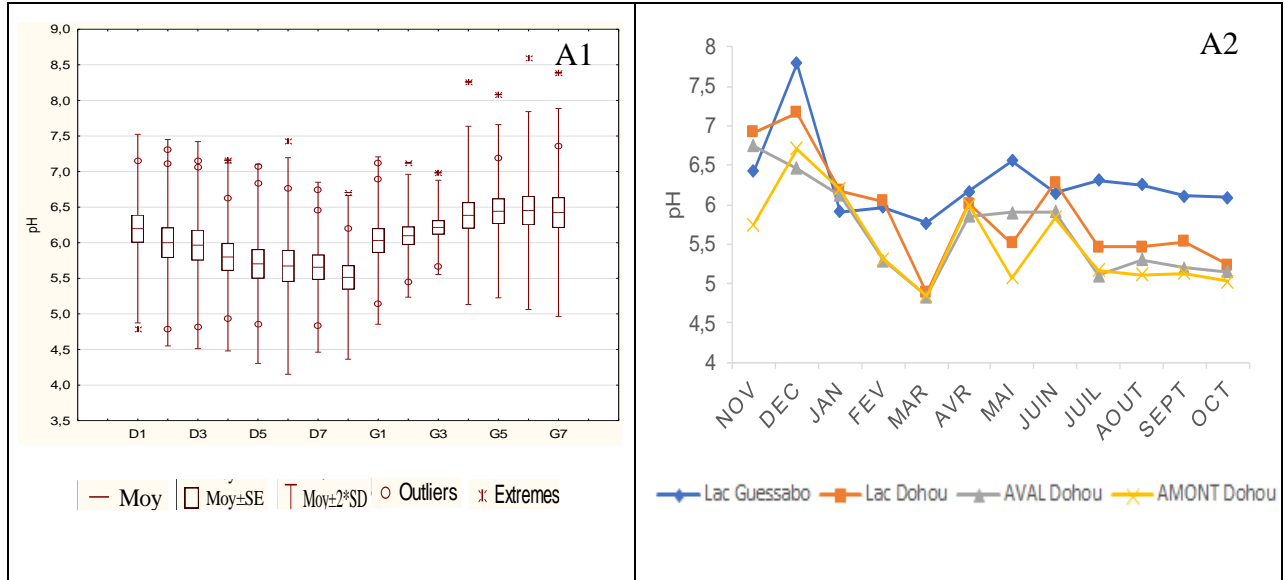 A1
9,0
8,5
8,0
7,5
7,0
6,5
6,0
5,5
5,0
4,5
4,0
3,5
pH
D1 D3 D5 D7 G1 G3 G5 G7
Moy Moy±SE Moy±2*SD Outliers Extremes
A2
8
7,5
7
6,5
6
5,5
5
4,5
4
pH
NOV DEC JAN FEV MAR AVR MAI JUIN JUIL AOUT SEPT OCT
Lac Guessabo Lac Dohou AVAL Dohou AMONT Dohou